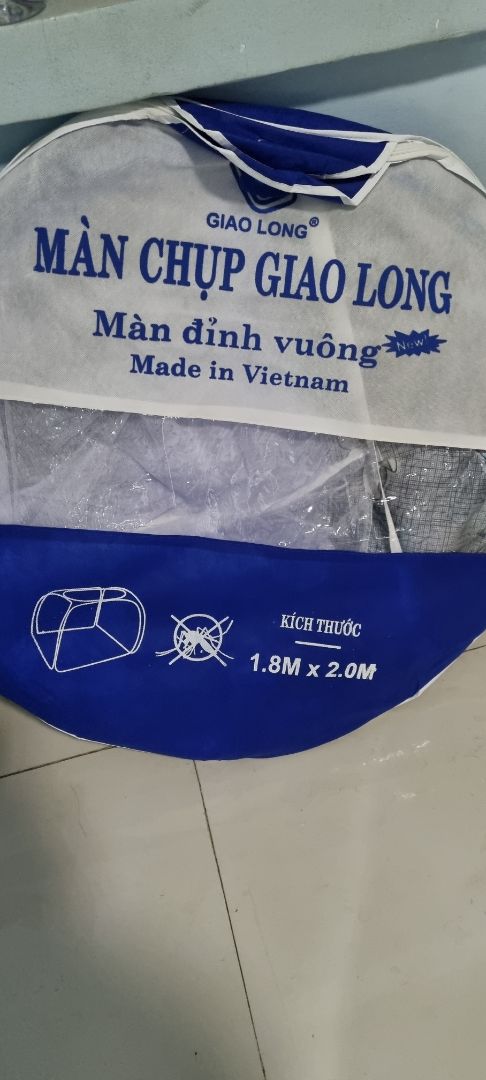 GIAO LONG®
MÀN CHỤP GIAO LONG
Màn đỉnh vuông
New!
Made in Vietnam
KÍCH THƯỚC
1.8M x 2.0M